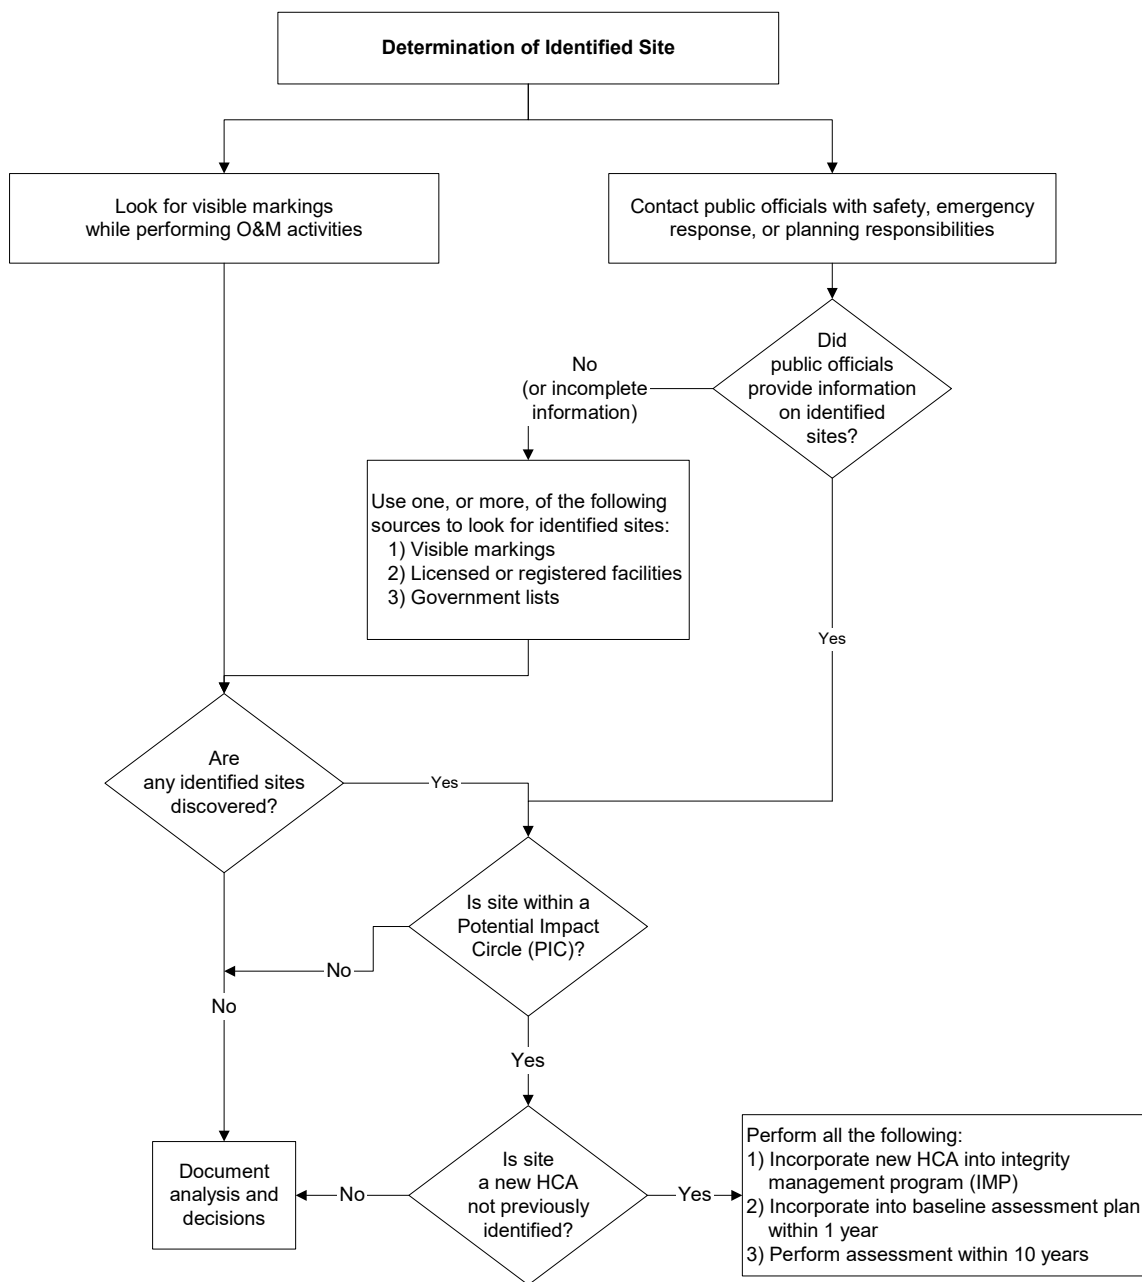 Determination of Identified Site
Look for visible markings
while performing O&M activities
Contact public officials with safety, emergency
response, or planning responsibilities
Did
public officials
provide information
on identified
sites?
No
(or incomplete
information)
Use one, or more, of the following
sources to look for identified sites:
1) Visible markings
2) Licensed or registered facilities
3) Government lists
Yes
Are
any identified sites
discovered?
Yes
Is site within a
Potential Impact
Circle (PIC)?
No
No
Yes
Document
analysis and
decisions
No
Is site
a new HCA
not previously
identified?
Yes
Perform all the following:
1) Incorporate new HCA into integrity
management program (IMP)
2) Incorporate into baseline assessment plan
within 1 year
3) Perform assessment within 10 years